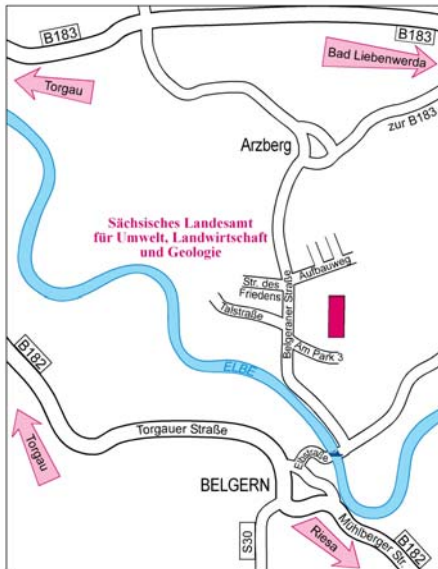 B183
B183
Bad Liebenwerda
Torgau
zur B183
Arzberg
Sächsisches Landesamt
für Umwelt, Landwirtschaft
und Geologie
Aufbauweg
Str. des
Friedens
Talstraße
Belgeraner Straße
Am Park 3
ELBE
B182
Torgau
Torgauer Straße
Elbstraße
BELGERN
S30
Riesa
Mühlberger Str.
B182